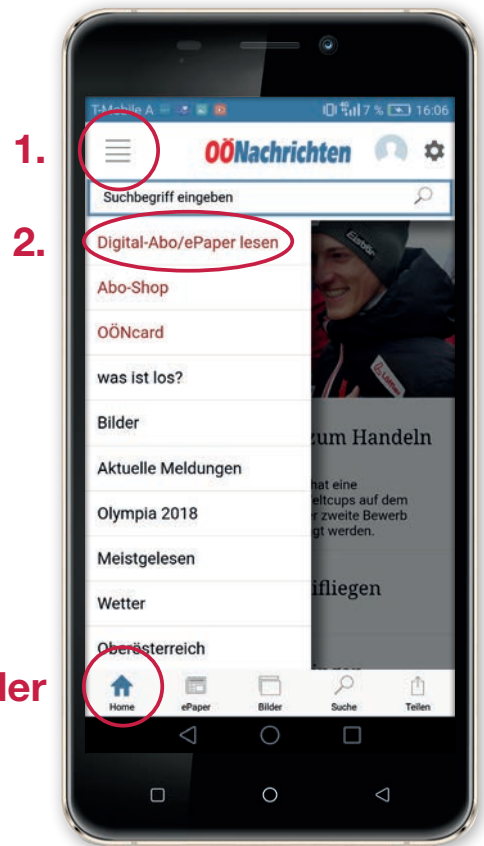 T-Mobile A
7 % 16:06
1.
OÖNachrichten
Suchbegriff eingeben
2.
Digital-Abo/ePaper lesen
Abo-Shop
OÖNcard
was ist los?
Bilder
zum Handeln
Aktuelle Meldungen
hat eine
eltcups auf dem
Olympia 2018
er zweite Bewerb
gt werden.
Meistgelesen
ifliegen
Wetter
Oberösterreich
der
Home
ePaper
Bilder
Suche
Teilen